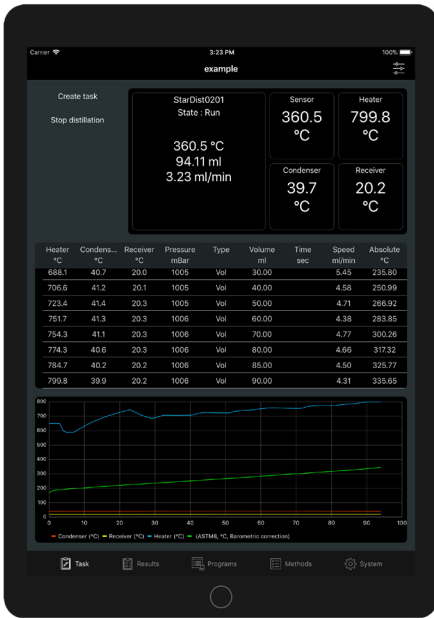 Carrier 3:23 PM 100%
example
Create task
Stop distillation
StarDist0201
State : Run
360.5 °C
94.11 ml
3.23 ml/min
Sensor
360.5
°C
Heater
799.8
°C
Condenser
39.7
°C
Receiver
20.2
°C
Heater Condens... Receiver Pressure Type Volume Time Speed Absolute
°C °C °C mBar ml sec ml/min °C
688.1 40.7 20.0 1005 Vol 30.00 5.45 235.80
706.6 41.2 20.1 1005 Vol 40.00 4.58 250.99
723.4 41.4 20.3 1005 Vol 50.00 4.71 266.92
751.7 41.3 20.3 1006 Vol 60.00 4.38 283.85
754.3 41.1 20.3 1006 Vol 70.00 4.77 300.26
774.3 40.6 20.3 1006 Vol 80.00 4.66 317.32
784.7 40.2 20.2 1006 Vol 85.00 4.50 325.77
799.8 39.9 20.2 1006 Vol 90.00 4.31 335.65
800
700
600
500
400
300
200
100
0
0 10 20 30 40 50 60 70 80 90 100
Condenser (°C) Receiver (°C) Heater (°C) (ASTM8, °C, Barometric correction)
Task Results Programs Methods System